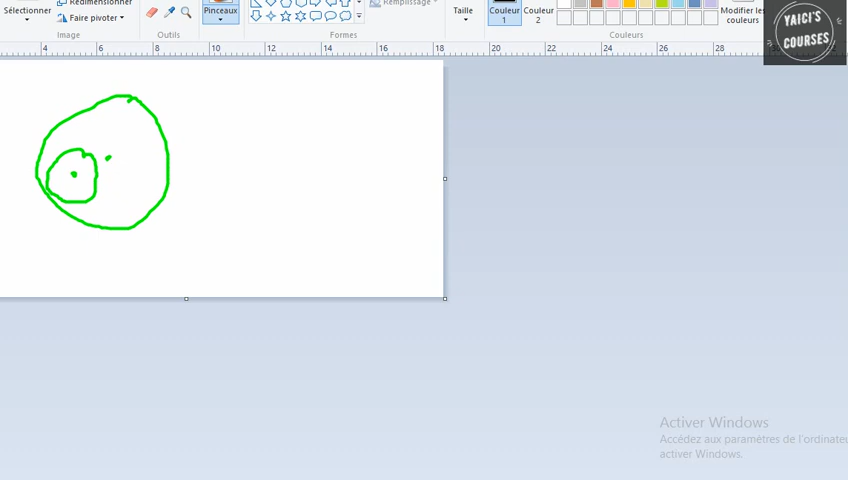 Sélectionner
Redimensionner
Faire pivoter
Pinceaux
Remplissage
Taille
Couleur
1
Couleur
2
Modifier les
couleurs
Image
Outils
Formes
Couleurs
YAICI'S
COURSES
4 6 8 10 12 14 16 18 20 22 24 26 28
Activer Windows
Accédez aux paramètres de l'ordinateu
activer Windows.